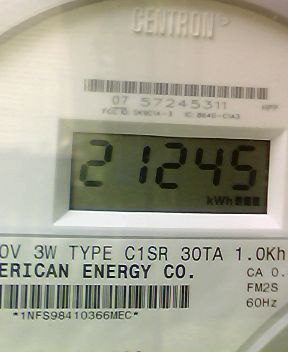 CENTRON
07 57245311
21245
kWh
0V 3W TYPE C1SR 30TA 1.0Kh
ERICAN ENERGY CO.
CA 0.
FM2S
60Hz
*1NFS98410366MEC*